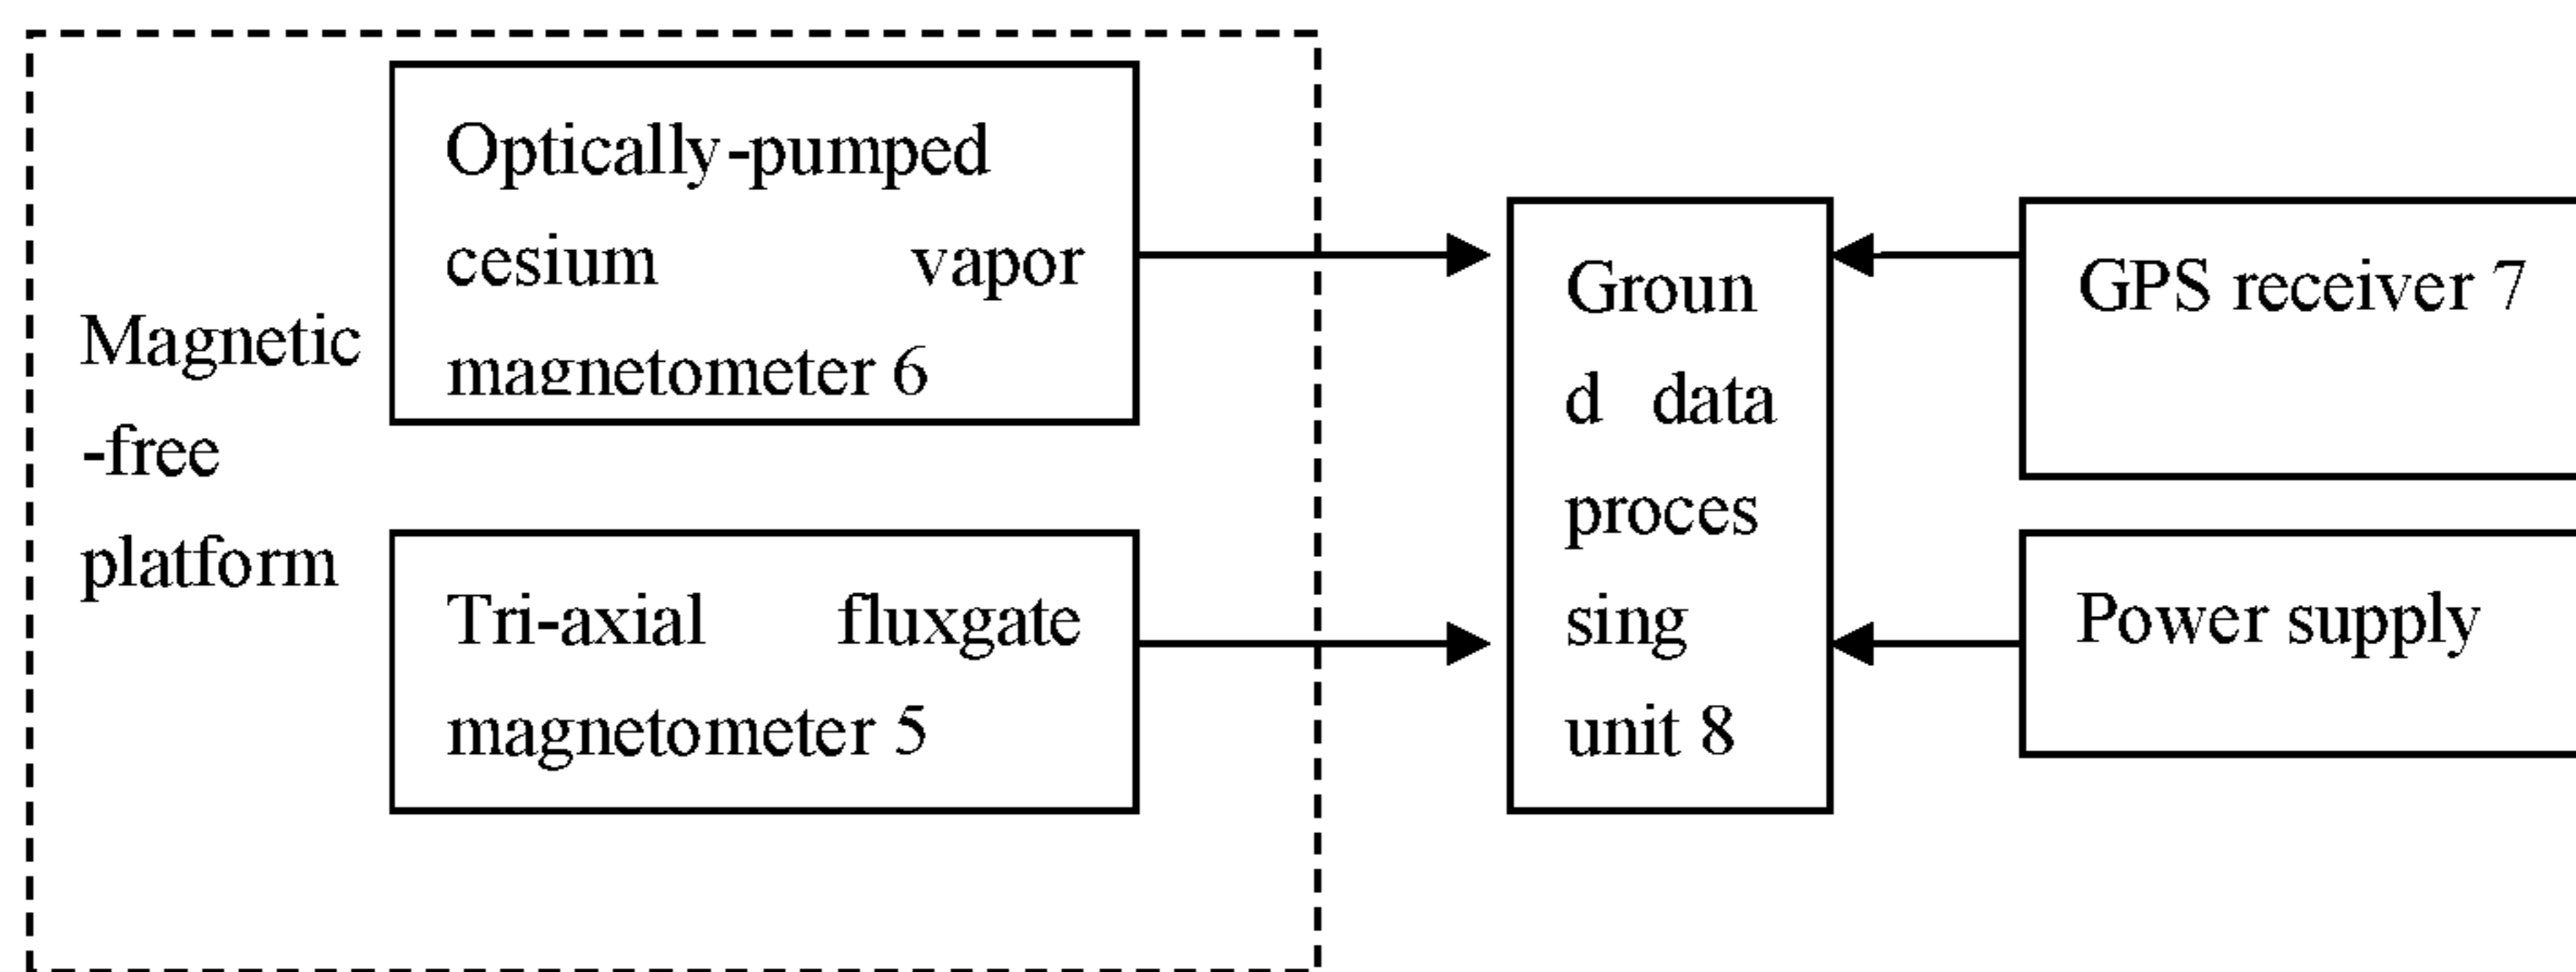 Magnetic
-free
platform
Optically-pumped
cesium vapor
magnetometer 6
Tri-axial fluxgate
magnetometer 5
Groun
d data
proces
sing
unit 8
GPS receiver 7
Power supply